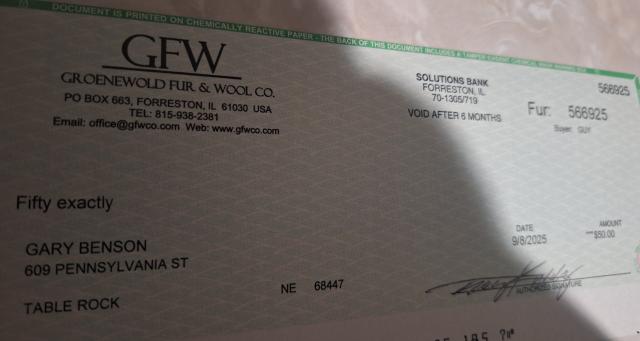 DOCUMENT IS PRINTED ON CHEMICALLY REACTIVE PAPER - THE BACK OF THIS DOCUMENT INCLUDES A TAMPER EVIDENT CHEMICAL WASH WARNING BOX
GFW
GROENEWOLD FUR & WOOL CO.
PO BOX 663, FORRESTON, IL 61030 USA
TEL: 815-938-2381
Email: office@gfwco.com Web: www.gfwco.com
SOLUTIONS BANK
FORRESTON, IL
70-1305/719
VOID AFTER 6 MONTHS
566925
Fur: 566925
Buyer: GUY
Fifty exactly
DATE
9/8/2025
AMOUNT
***$50.00
GARY BENSON
609 PENNSYLVANIA ST
NE 68447
TABLE ROCK
AUTHORIZED SIGNATURE